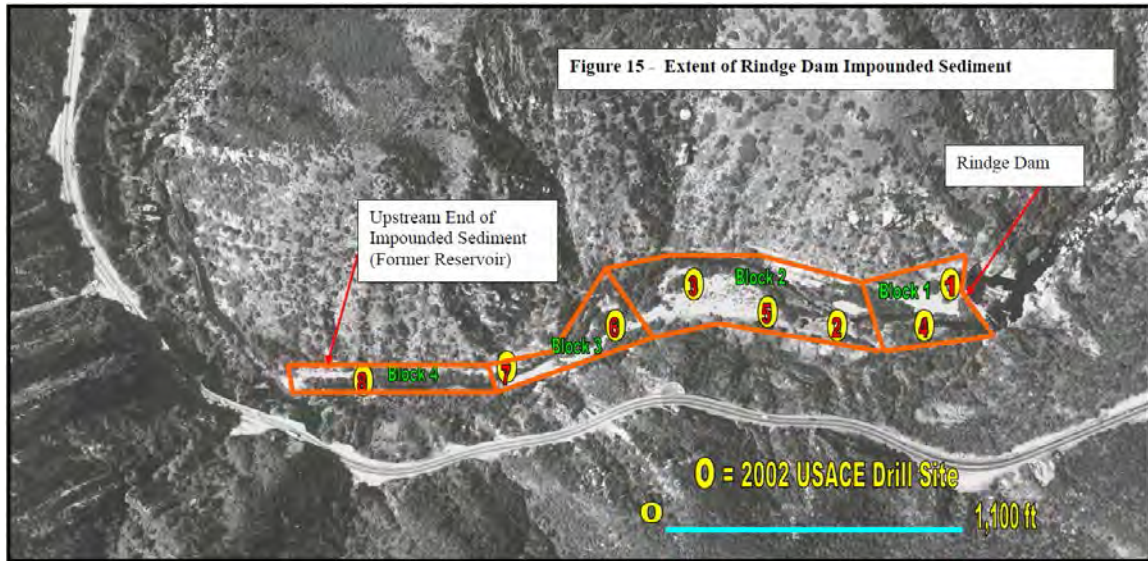 Figure 15 - Extent of Rindge Dam Impounded Sediment
Rindge Dam
Upstream End of
Impounded Sediment
(Former Reservoir)
Block 2
Block 1
Block 3
Block 4
3
1
5
2
4
6
7
8
0 = 2002 USACE Drill Site
0
1,100 ft